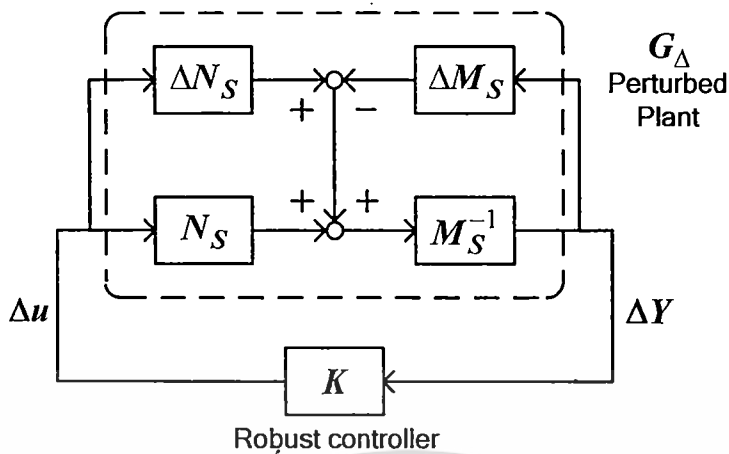 ΔN_S
ΔM_S
G_Δ
Perturbed
Plant
+
−
+
+
N_S
M_S^{-1}
Δu
ΔY
K
Robust controller